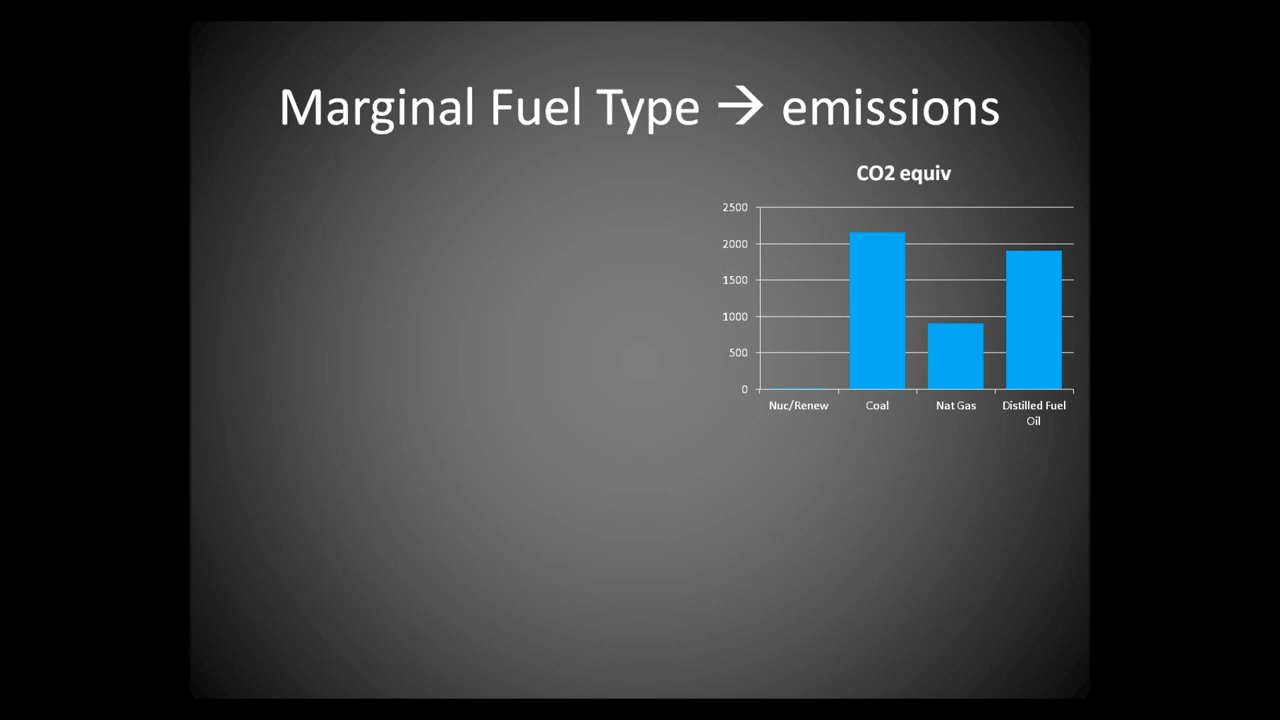 Marginal Fuel Type → emissions
CO2 equiv
2500
2000
1500
1000
500
0
Nuc/Renew
Coal
Nat Gas
Distilled Fuel
Oil